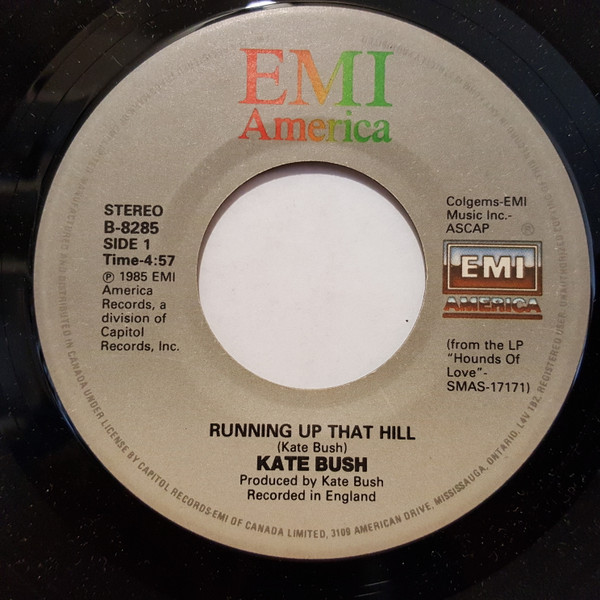 EMI
America
STEREO
B-8285
SIDE 1
Time-4:57
℗ 1985 EMI
America
Records, a
division of
Capitol
Records, Inc.
Colgems-EMI
Music Inc.-
ASCAP
®
EMI
AMERICA
(from the LP
"Hounds Of
Love"-
SMAS-17171)
RUNNING UP THAT HILL
(Kate Bush)
KATE BUSH
Produced by Kate Bush
Recorded in England
AND DISTRIBUTED IN CANADA UNDER LICENSE BY CAPITOL RECORDS-EMI OF CANADA LIMITED, 3109 AMERICAN DRIVE, MISSISSAUGA, ONTARIO, L4V 1B2. REGISTERED USER.